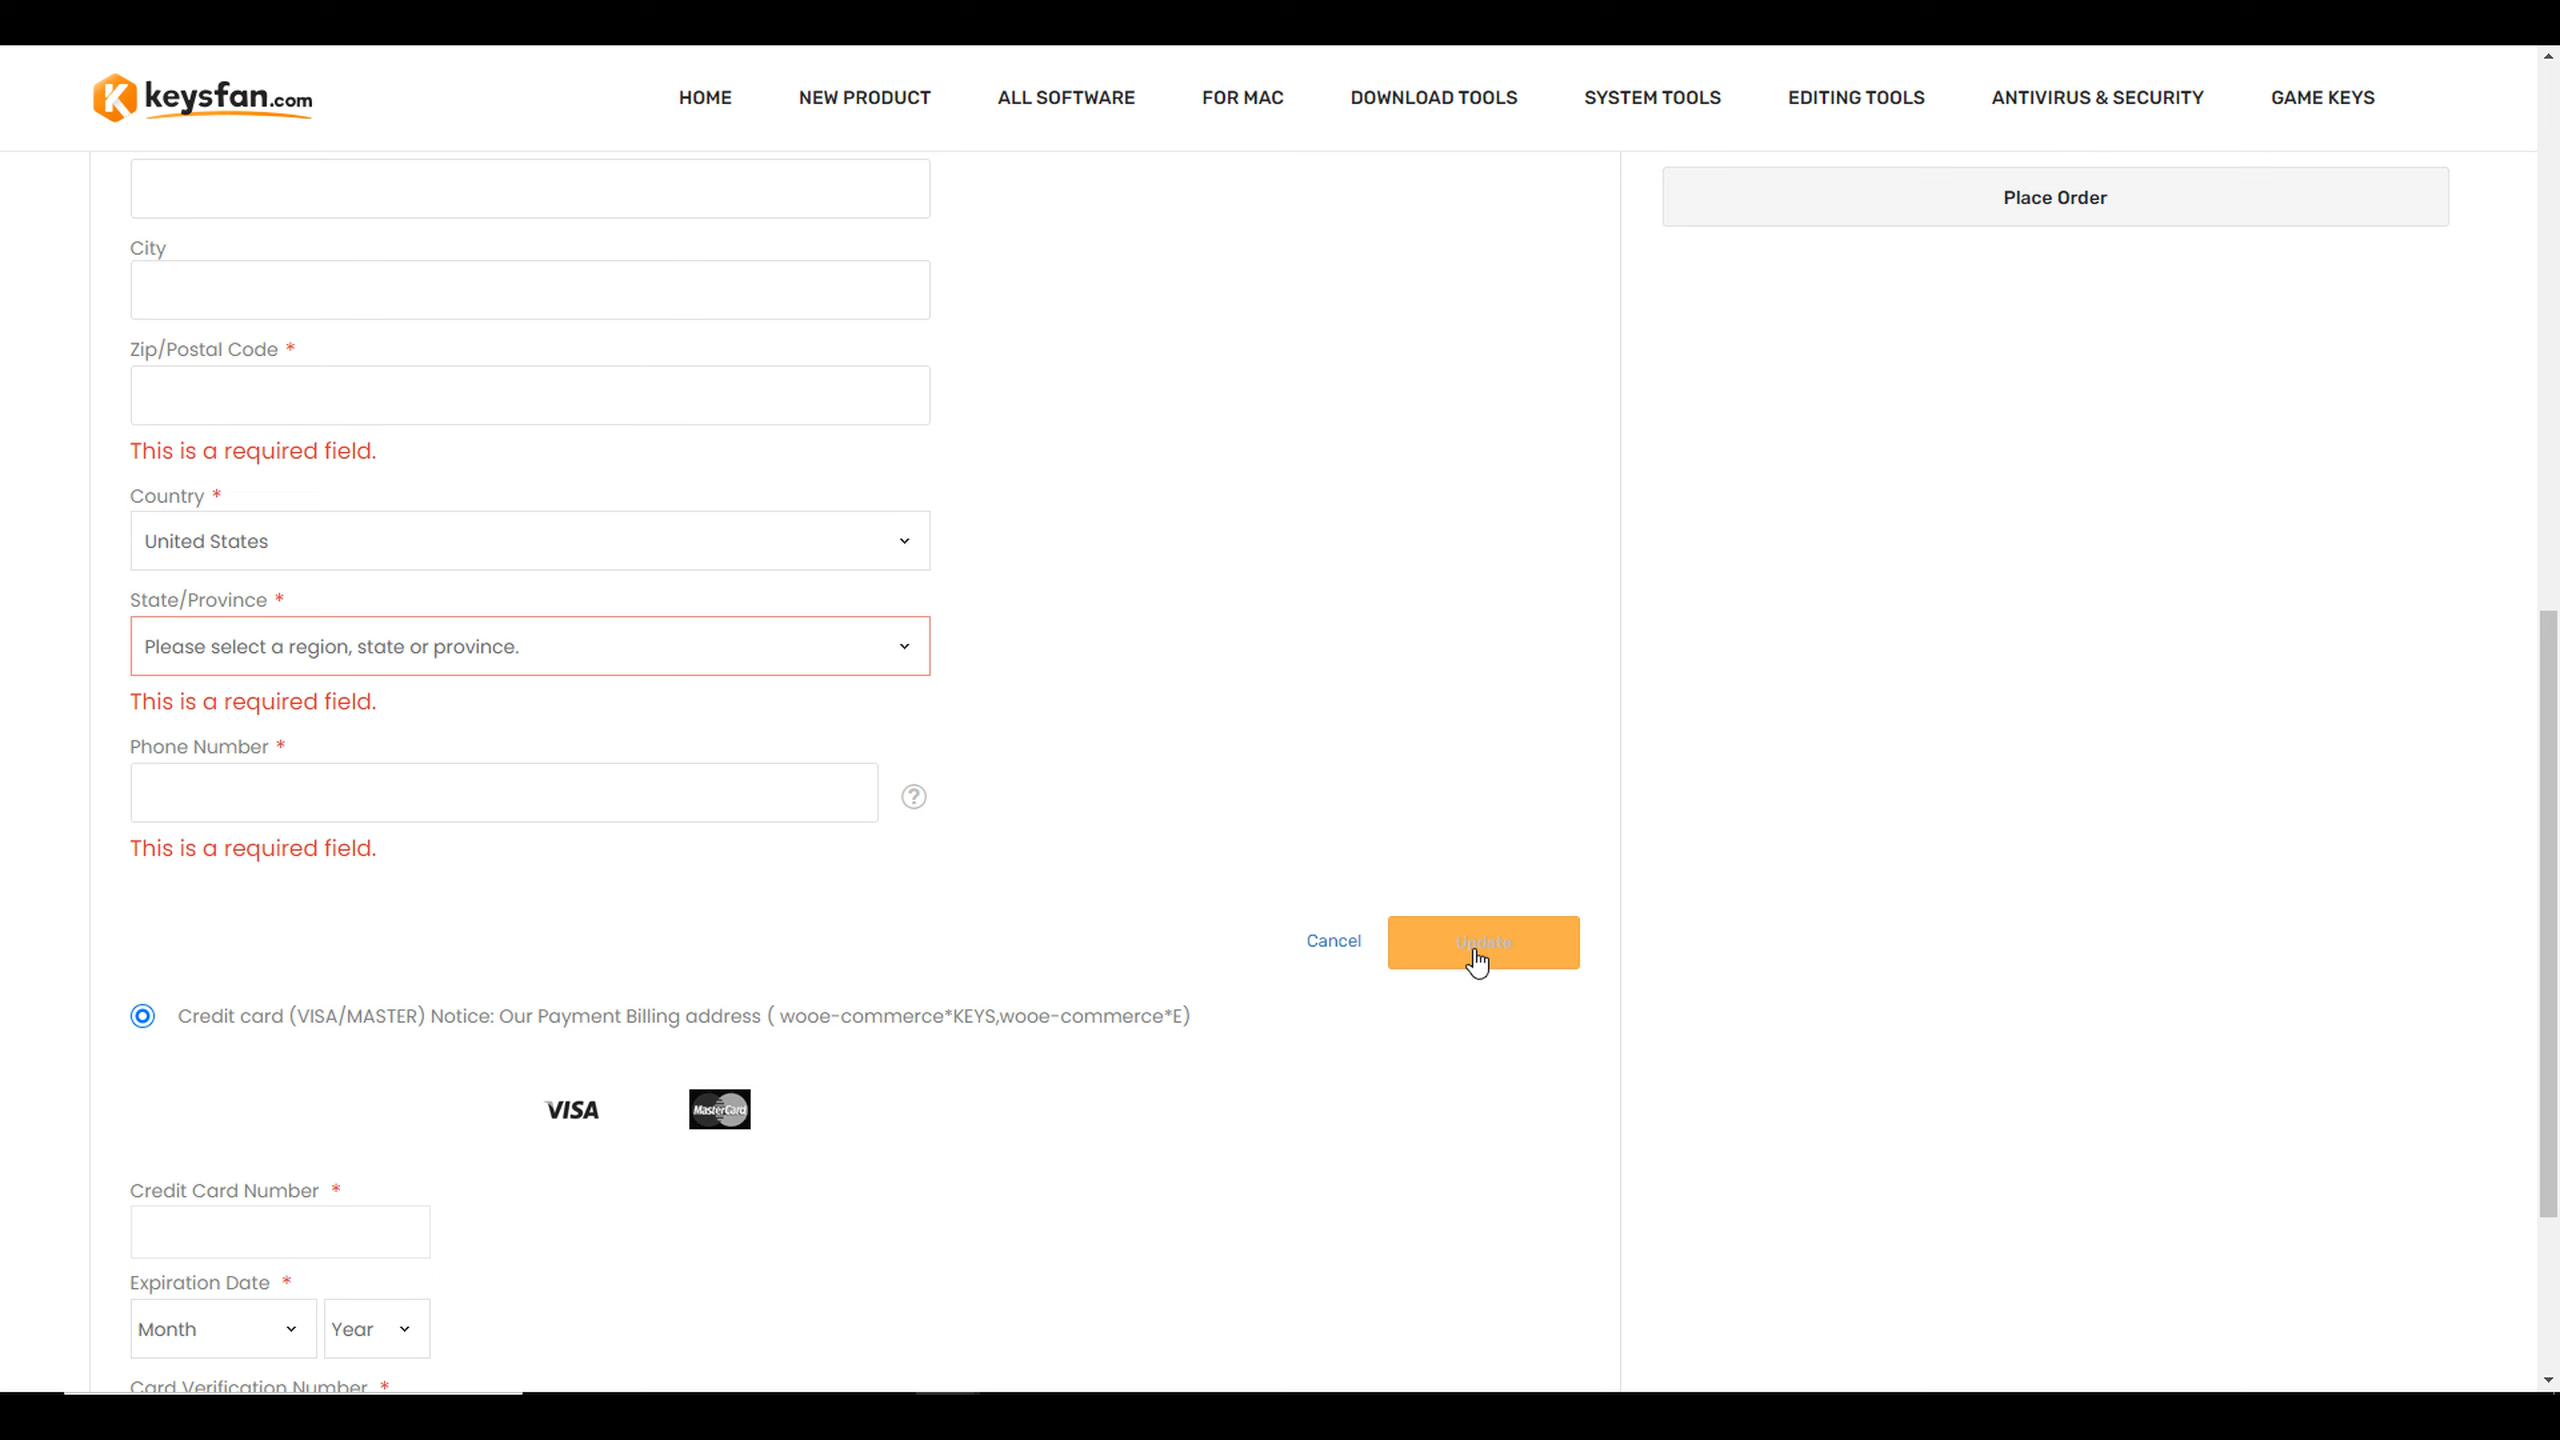 keysfan.com
HOME NEW PRODUCT ALL SOFTWARE FOR MAC DOWNLOAD TOOLS SYSTEM TOOLS EDITING TOOLS ANTIVIRUS & SECURITY GAME KEYS
Place Order
City
Zip/Postal Code *
This is a required field.
Country *
United States
State/Province *
Please select a region, state or province.
This is a required field.
Phone Number *
?
This is a required field.
Cancel Update
Credit card (VISA/MASTER) Notice: Our Payment Billing address ( wooe-commerce*KEYS,wooe-commerce*E)
VISA MasterCard
Credit Card Number *
Expiration Date *
Month Year
Card Verification Number *